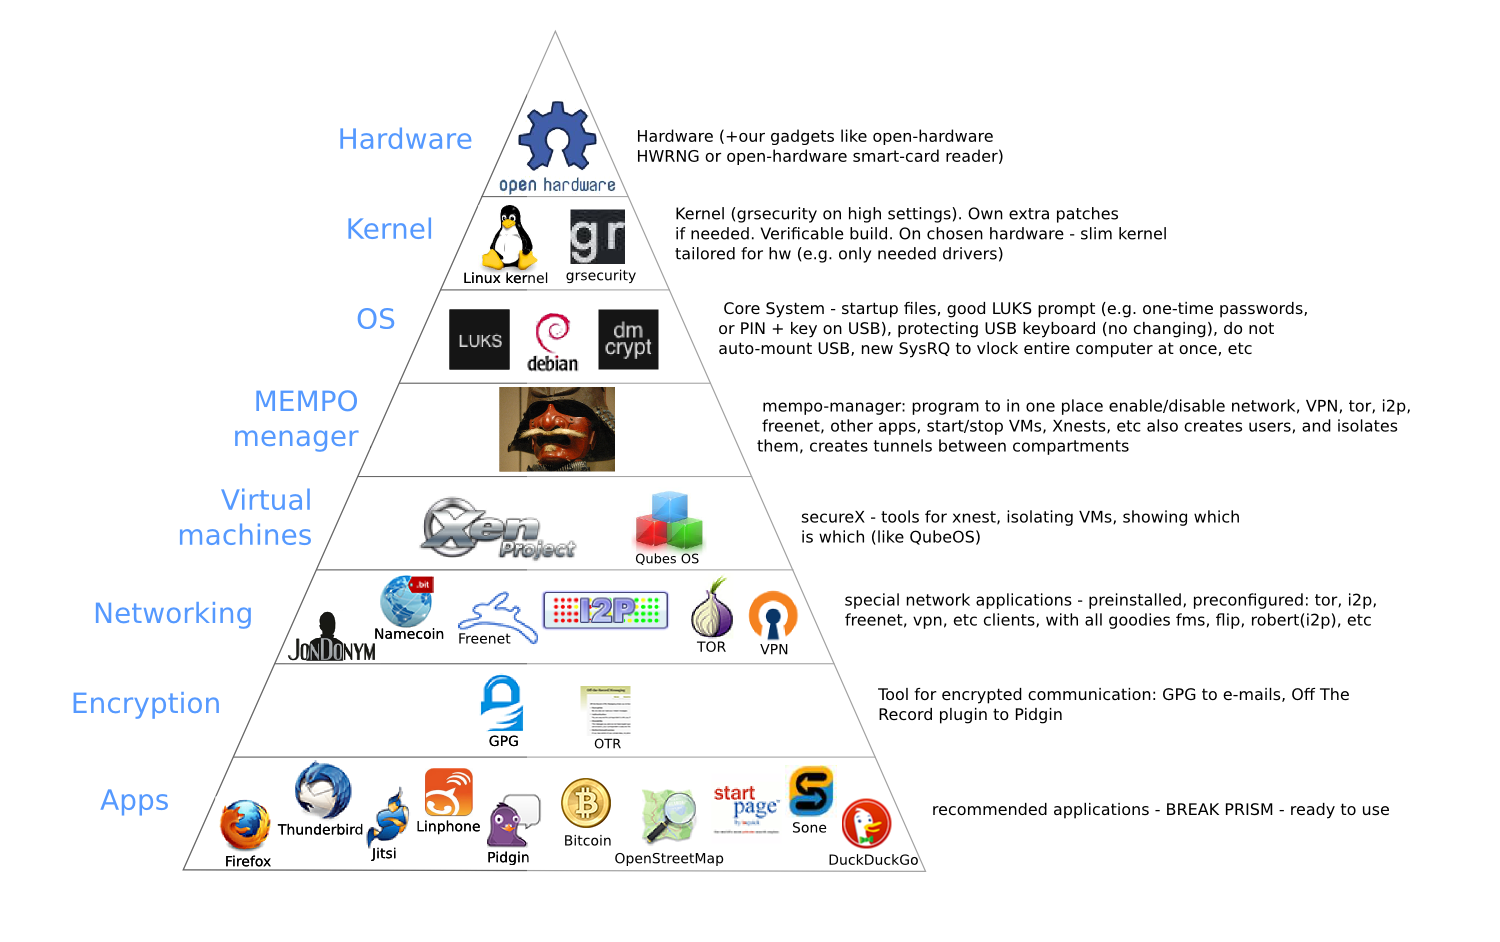 Hardware
open hardware
Hardware (+our gadgets like open-hardware
HWRNG or open-hardware smart-card reader)
Kernel
Linux kernel
gr
grsecurity
Kernel (grsecurity on high settings). Own extra patches
if needed. Verificable build. On chosen hardware - slim kernel
tailored for hw (e.g. only needed drivers)
OS
LUKS
debian
dm
crypt
Core System - startup files, good LUKS prompt (e.g. one-time passwords,
or PIN + key on USB), protecting USB keyboard (no changing), do not
auto-mount USB, new SysRQ to vlock entire computer at once, etc
MEMPO
menager
mempo-manager: program to in one place enable/disable network, VPN, tor, i2p,
freenet, other apps, start/stop VMs, Xnests, etc also creates users, and isolates
them, creates tunnels between compartments
Virtual
machines
Xen
Project
Qubes OS
secureX - tools for xnest, isolating VMs, showing which
is which (like QubeOS)
Networking
JonDonym
.bit
Namecoin
Freenet
I2P
TOR
VPN
special network applications - preinstalled, preconfigured: tor, i2p,
freenet, vpn, etc clients, with all goodies fms, flip, robert(i2p), etc
Encryption
GPG
OTR
Tool for encrypted communication: GPG to e-mails, Off The
Record plugin to Pidgin
Apps
Firefox
Thunderbird
Jitsi
Linphone
Pidgin
Bitcoin
OpenStreetMap
start
page
Sone
DuckDuckGo
recommended applications - BREAK PRISM - ready to use